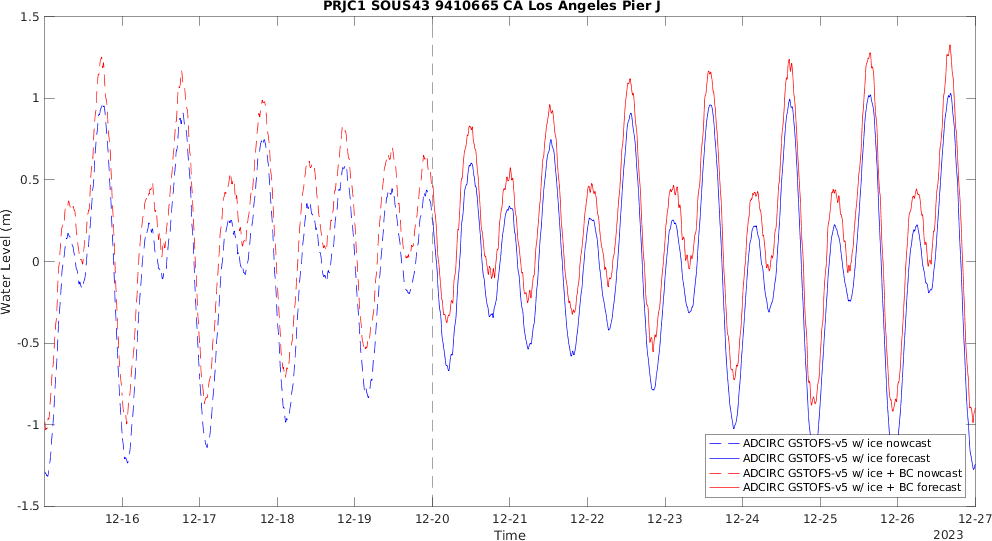 PRJC1 SOUS43 9410665 CA Los Angeles Pier J
Water Level (m)
1.5
1
0.5
0
-0.5
-1
-1.5
12-16
12-17
12-18
12-19
12-20
12-21
12-22
12-23
12-24
12-25
12-26
12-27
Time
2023
ADCIRC GSTOFS-v5 w/ ice nowcast
ADCIRC GSTOFS-v5 w/ ice forecast
ADCIRC GSTOFS-v5 w/ ice + BC nowcast
ADCIRC GSTOFS-v5 w/ ice + BC forecast